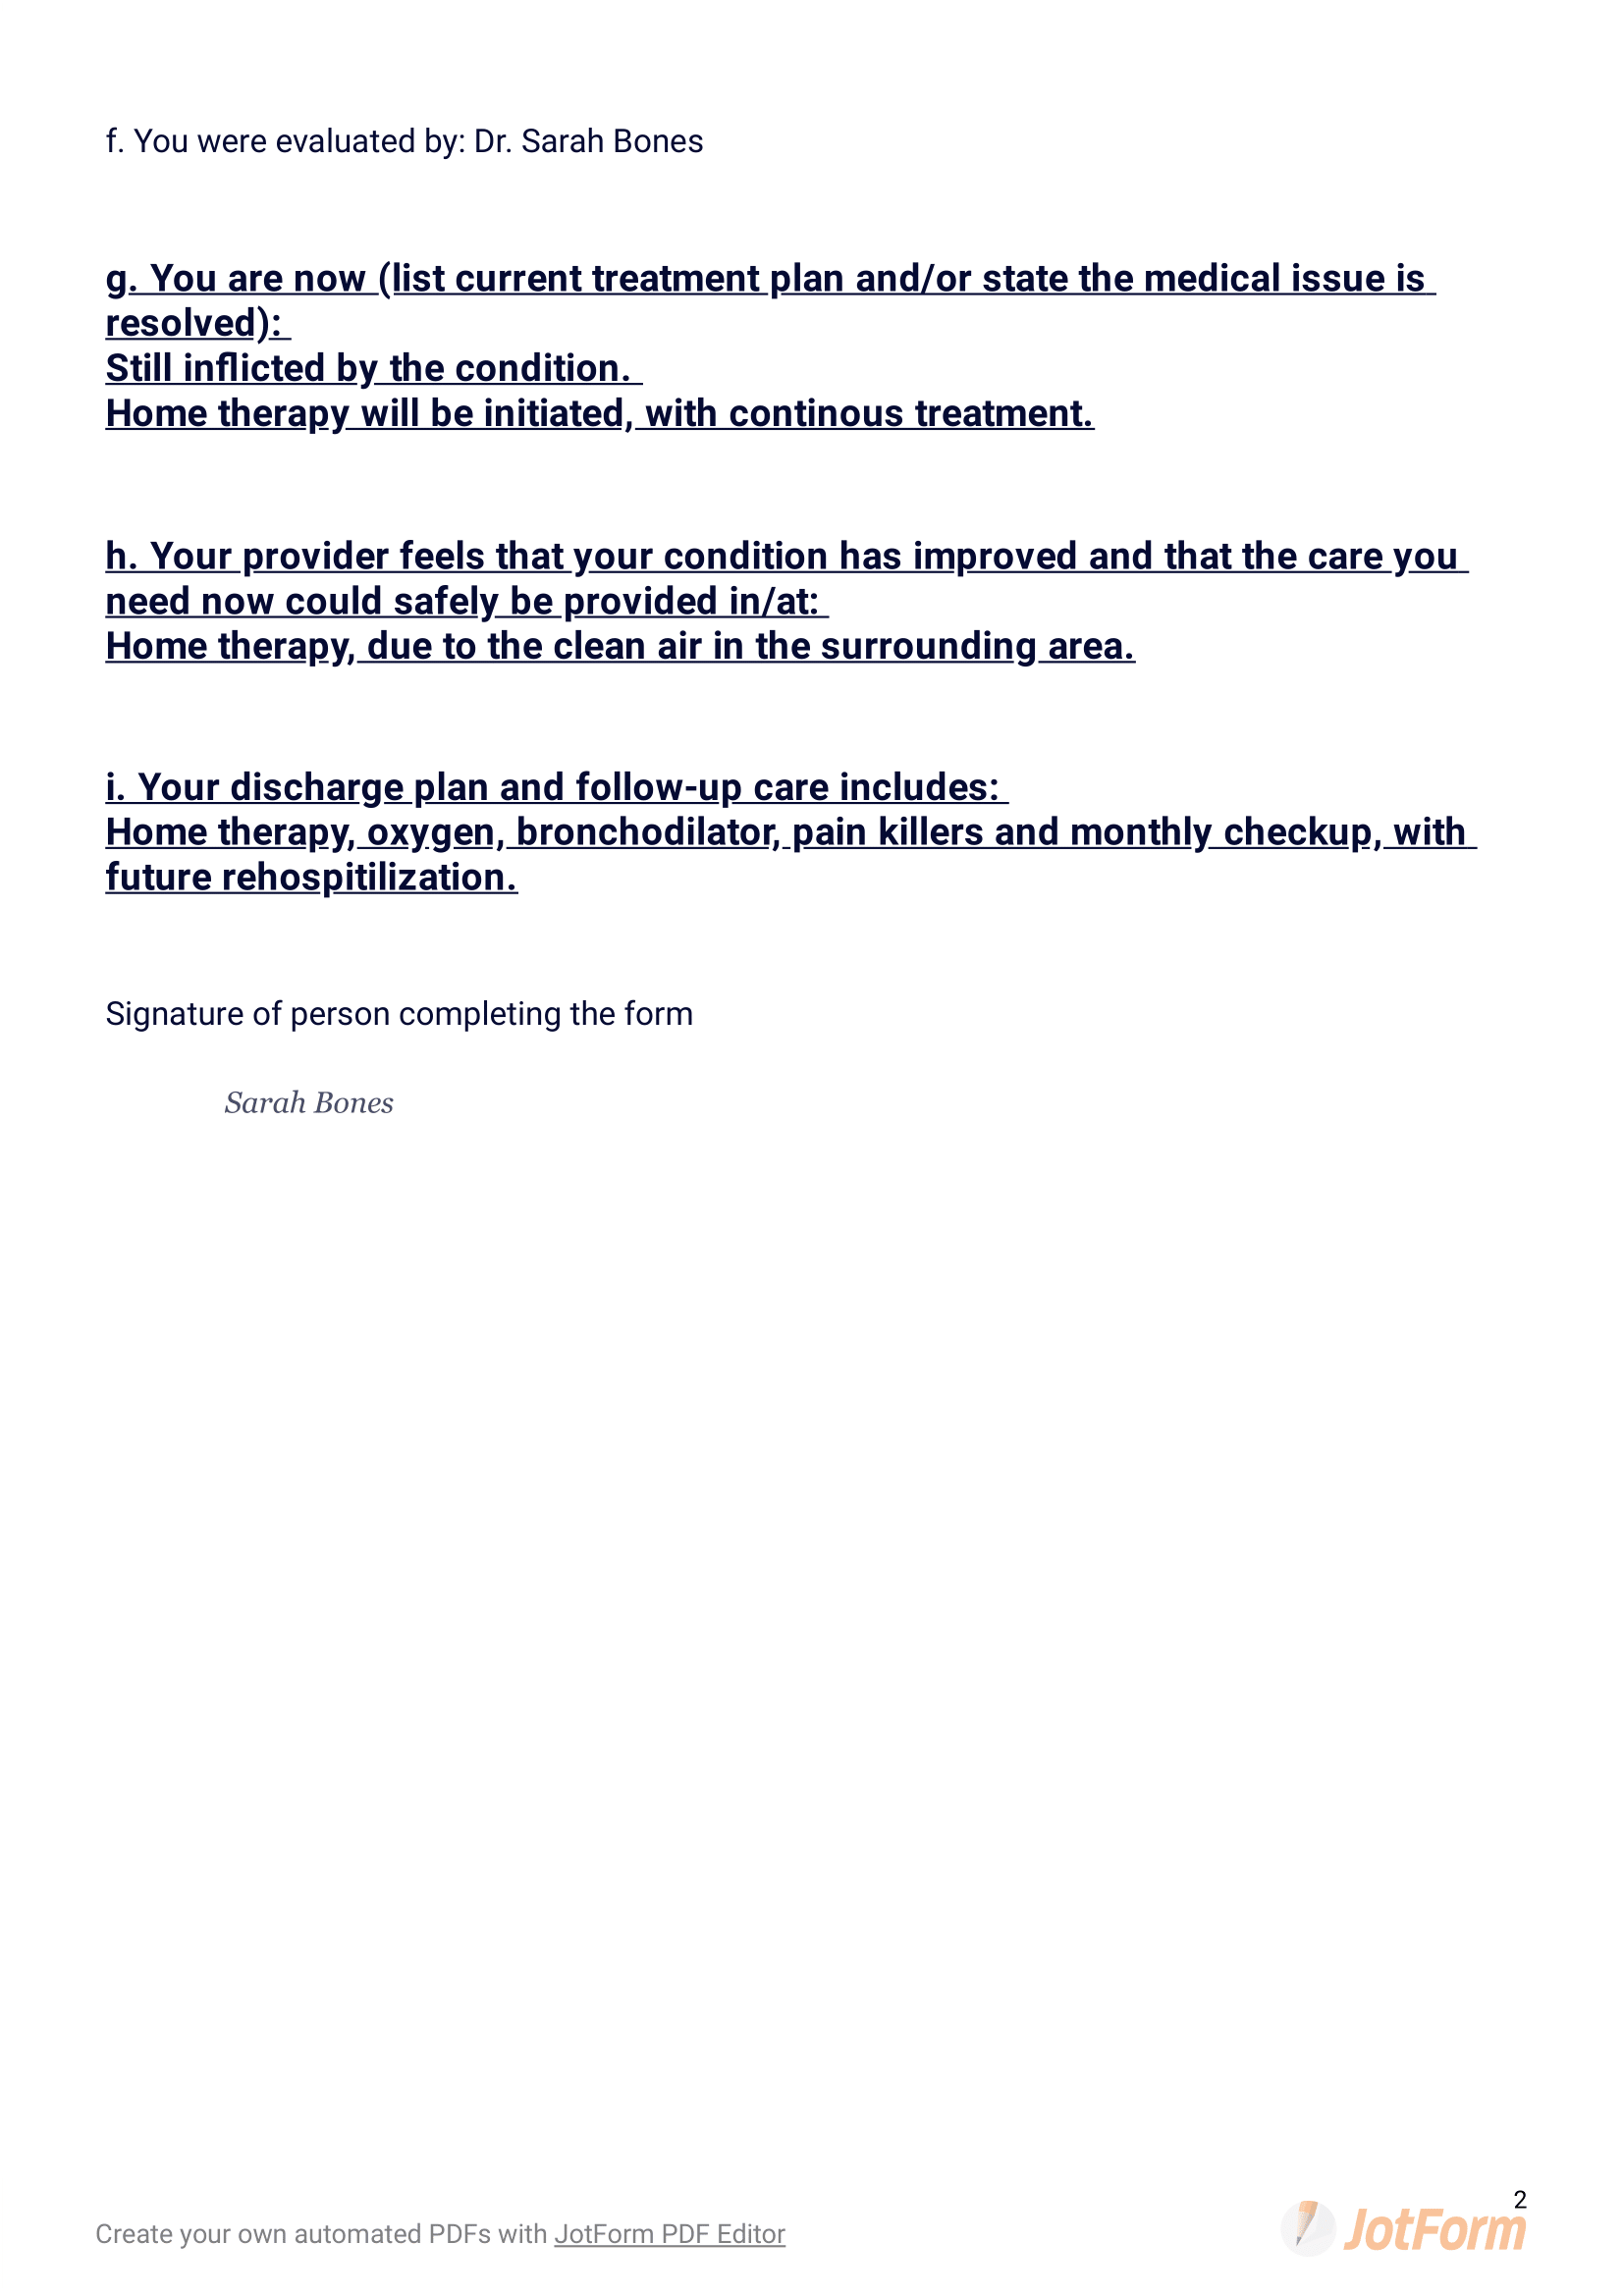 f. You were evaluated by: Dr. Sarah Bones
g. You are now (list current treatment plan and/or state the medical issue is
resolved):
Still inflicted by the condition.
Home therapy will be initiated, with continous treatment.
h. Your provider feels that your condition has improved and that the care you
need now could safely be provided in/at:
Home therapy, due to the clean air in the surrounding area.
i. Your discharge plan and follow-up care includes:
Home therapy, oxygen, bronchodilator, pain killers and monthly checkup, with
future rehospitilization.
Signature of person completing the form
Sarah Bones
2
Create your own automated PDFs with JotForm PDF Editor
JotForm